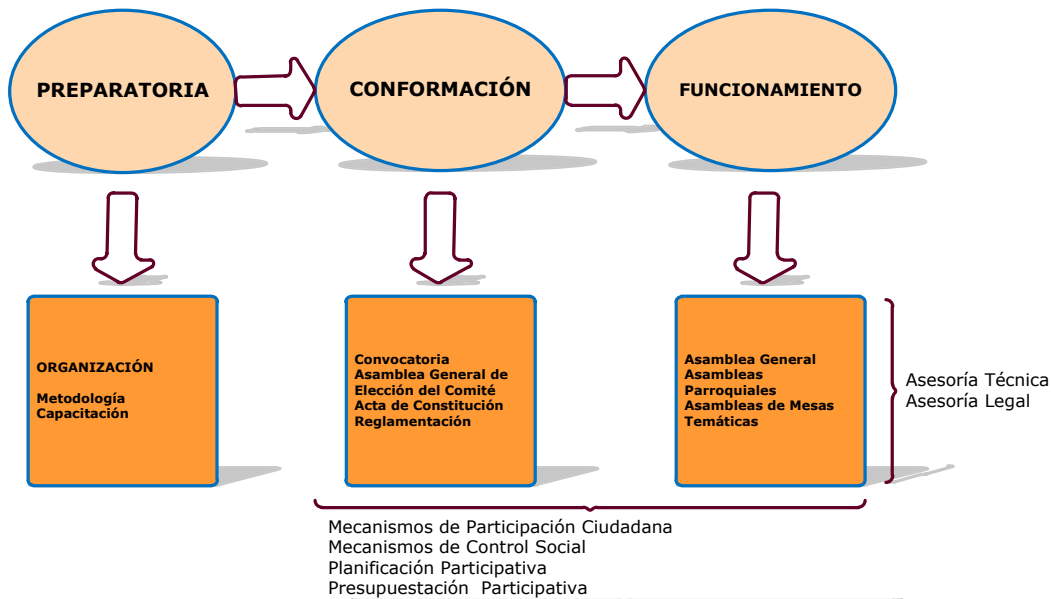 PREPARATORIA
CONFORMACIÓN
FUNCIONAMIENTO
ORGANIZACIÓN
Metodología
Capacitación
Convocatoria
Asamblea General de
Elección del Comité
Acta de Constitución
Reglamentación
Asamblea General
Asambleas
Parroquiales
Asambleas de Mesas
Temáticas
Asesoría Técnica
Asesoría Legal
Mecanismos de Participación Ciudadana
Mecanismos de Control Social
Planificación Participativa
Presupuestación Participativa